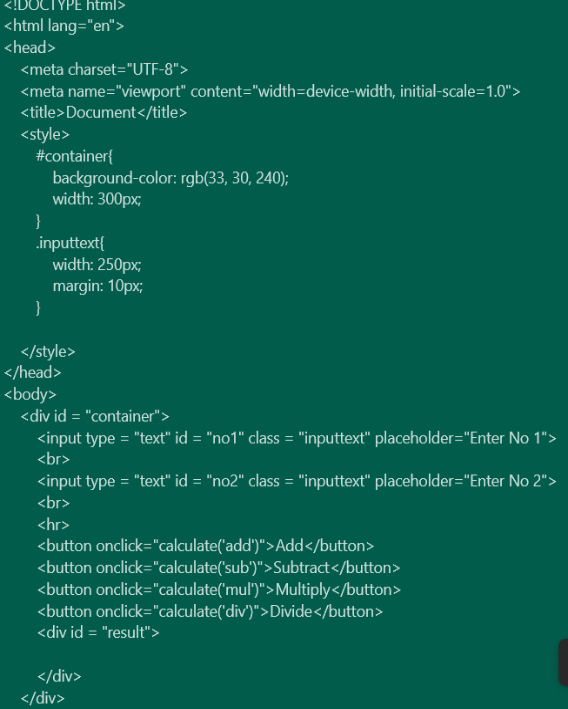 <!DOCTYPE html>
<html lang="en">
<head>
    <meta charset="UTF-8">
    <meta name="viewport" content="width=device-width, initial-scale=1.0">
    <title>Document</title>
    <style>
        #container{
            background-color: rgb(33, 30, 240);
            width: 300px;
        }
        .inputtext{
            width: 250px;
            margin: 10px;
        }

    </style>
</head>
<body>
    <div id = "container">
        <input type = "text" id = "no1" class = "inputtext" placeholder="Enter No 1">
        <br>
        <input type = "text" id = "no2" class = "inputtext" placeholder="Enter No 2">
        <br>
        <hr>
        <button onclick="calculate('add')">Add</button>
        <button onclick="calculate('sub')">Subtract</button>
        <button onclick="calculate('mul')">Multiply</button>
        <button onclick="calculate('div')">Divide</button>
        <div id = "result">

        </div>
    </div>